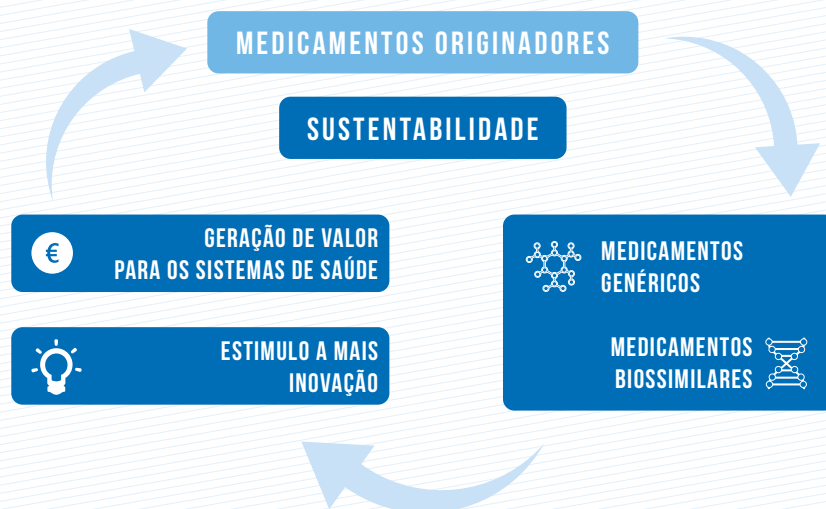 MEDICAMENTOS ORIGINADORES
SUSTENTABILIDADE
€
GERAÇÃO DE VALOR
PARA OS SISTEMAS DE SAÚDE
ESTIMULO A MAIS
INOVAÇÃO
MEDICAMENTOS
GENÉRICOS
MEDICAMENTOS
BIOSSIMILARES